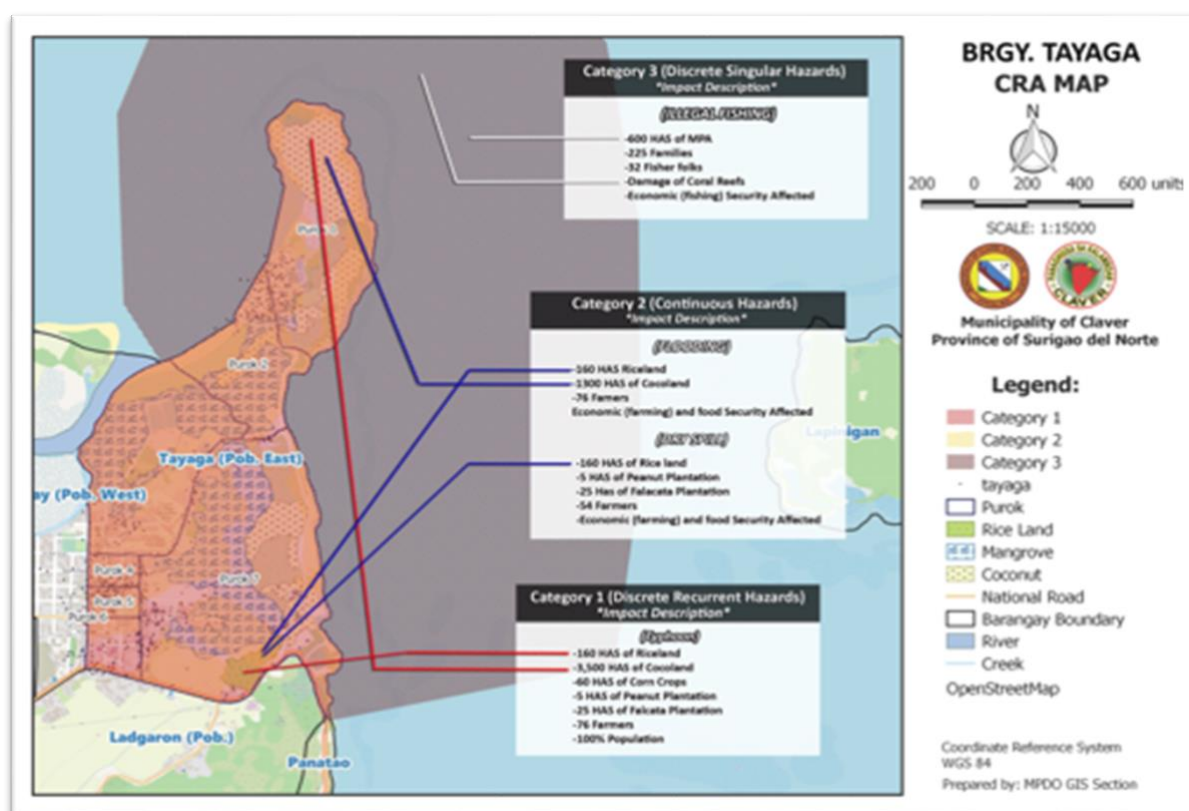 BRGY. TAYAGA
CRA MAP
N
200 0 200 400 600 units
SCALE: 1:15000
CLAVER
Municipality of Claver
Province of Surigao del Norte
Legend:
Category 1
Category 2
Category 3
tayaga
Purok
Rice Land
Mangrove
Coconut
National Road
Barangay Boundary
River
Creek
OpenStreetMap
Coordinate Reference System
WGS 84
Prepared by: MPDO GIS Section
Category 3 (Discrete Singular Hazards)
*Impact Description*
(ILLEGAL FISHING)
-600 HAS of MPA
-225 Families
-32 Fisher folks
-Damage of Coral Reefs
-Economic (fishing) Security Affected
Category 2 (Continuous Hazards)
*Impact Description*
(FLOODING)
-160 HAS Riceland
-1300 HAS of Cocoland
-76 Famers
Economic (farming) and food Security Affected
(DRY SPILL)
-160 HAS of Rice land
-5 HAS of Peanut Plantation
-25 Has of Falacata Plantation
-54 Farmers
-Economic (farming) and food Security Affected
Category 1 (Discrete Recurrent Hazards)
*Impact Description*
(Typhoon)
-160 HAS of Riceland
-3,500 HAS of Cocoland
-60 HAS of Corn Crops
-5 HAS of Peanut Plantation
-25 HAS of Falcata Plantation
-76 Farmers
-100% Population
Purok 2
Tayaga (Pob. East)
ay (Pob. West)
Purok 4
Purok 5
Purok 6
Purok 7
Lapinigan
Ladgaron (Pob.)
Panatao